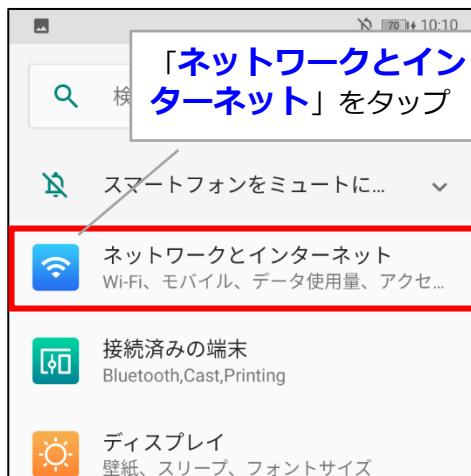 70 10:10
「ネットワークとイン
ターネット」をタップ
検
スマートフォンをミュートに…
ネットワークとインターネット
Wi-Fi、モバイル、データ使用量、アクセ…
接続済みの端末
Bluetooth,Cast,Printing
ディスプレイ
壁紙、スリープ、フォントサイズ